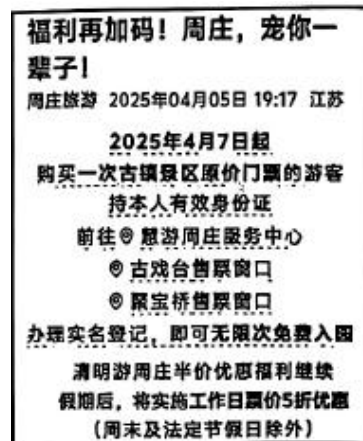 福利再加码！周庄，宠你一
辈子！
周庄旅游 2025年04月05日 19:17 江苏
2025年4月7日起
购买一次古镇景区原价门票的游客
持本人有效身份证
前往◎慧游周庄服务中心
◎古戏台售票窗口
◎聚宝桥售票窗口
办理实名登记，即可无限次免费入园
清明游周庄半价优惠福利继续
假期后，将实施工作日票价5折优惠
（周末及法定节假日除外）